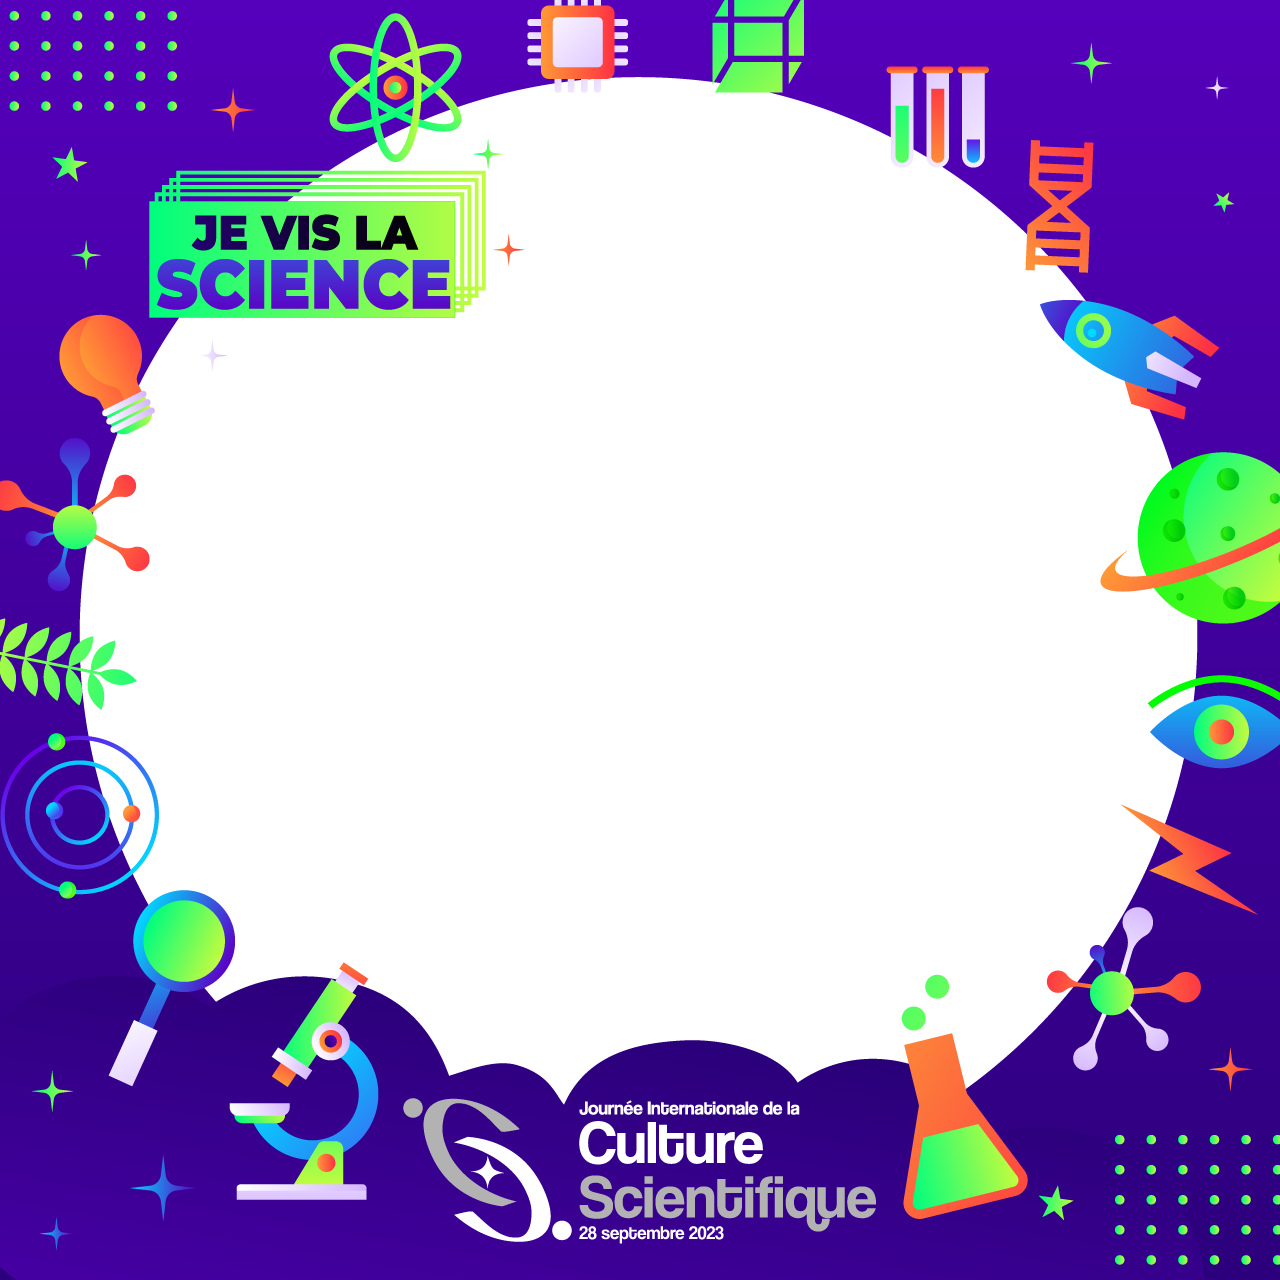 JE VIS LA
SCIENCE
Journée Internationale de la
Culture
Scientifique
28 septembre 2023